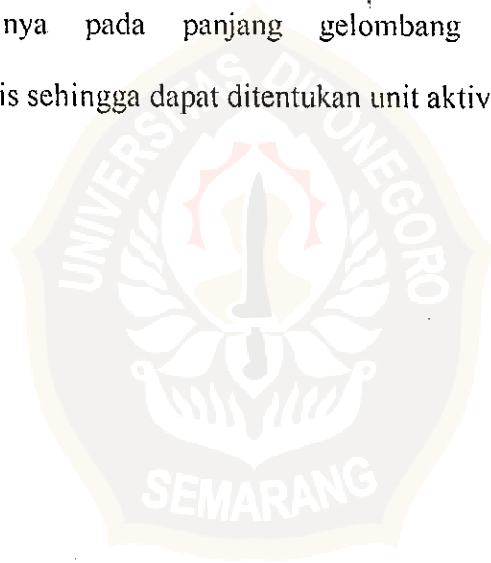 nya pada panjang gelombang
is sehingga dapat ditentukan unit aktiv
UNIVERSITAS DIPONEGORO
SEMARANG